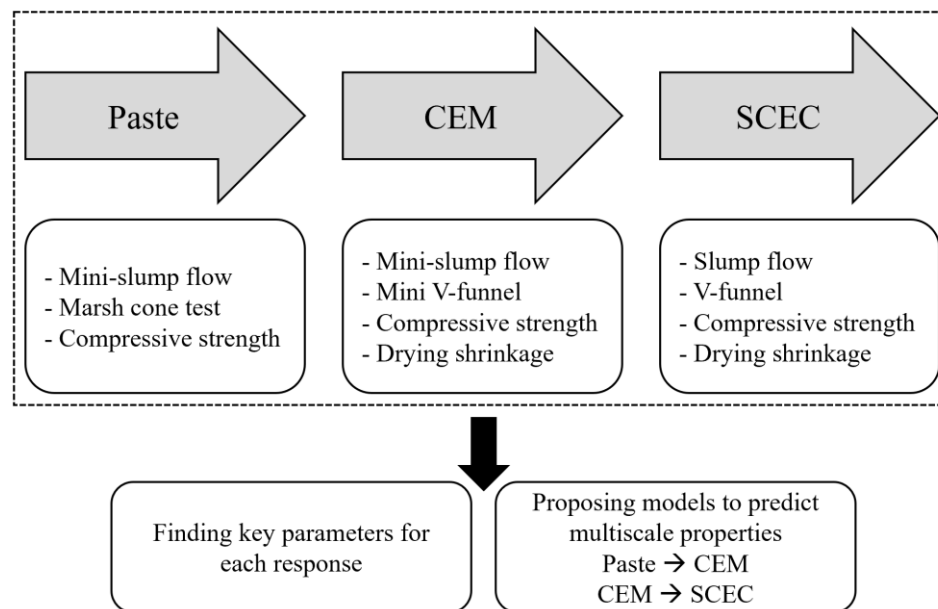 Paste
CEM
SCEC
- Mini-slump flow
- Marsh cone test
- Compressive strength
- Mini-slump flow
- Mini V-funnel
- Compressive strength
- Drying shrinkage
- Slump flow
- V-funnel
- Compressive strength
- Drying shrinkage
Finding key parameters for
each response
Proposing models to predict
multiscale properties
Paste → CEM
CEM → SCEC